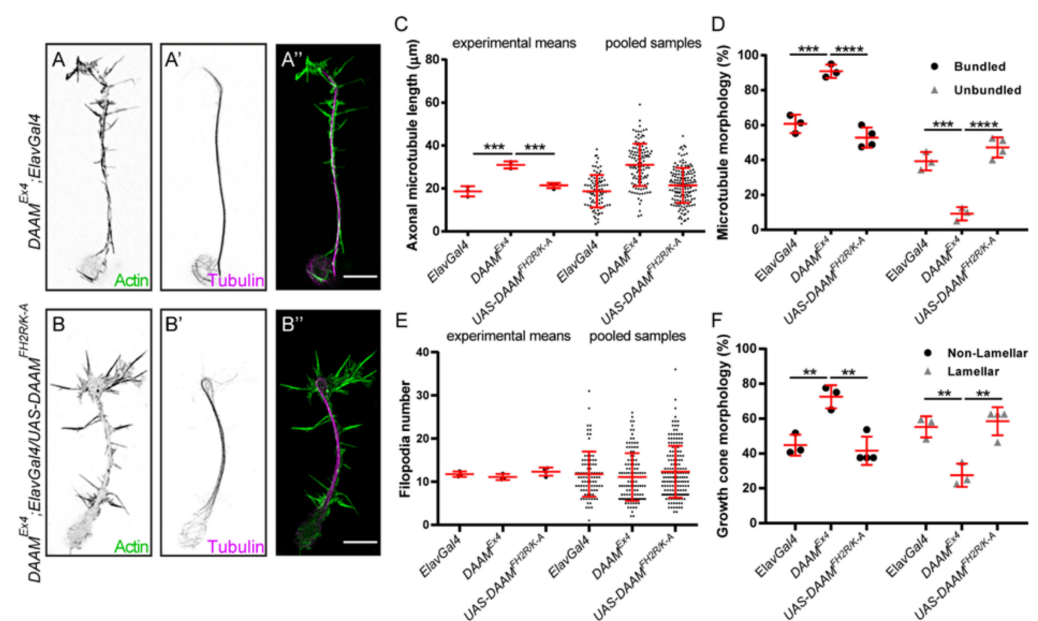 DAAM^Ex4;ElavGal4
A
Actin
A'
Tubulin
A''
DAAM^Ex4;ElavGal4/UAS-DAAM^FH2R/K-A
B
Actin
B'
Tubulin
B''
C
experimental means
pooled samples
Axonal microtubule length (μm)
80
60
40
20
0
***
***
ElavGal4
DAAM^Ex4
UAS-DAAM^FH2R/K-A
ElavGal4
DAAM^Ex4
UAS-DAAM^FH2R/K-A
D
Microtubule morphology (%)
100
80
60
40
20
0
Bundled
Unbundled
***
****
***
****
ElavGal4
DAAM^Ex4
UAS-DAAM^FH2R/K-A
ElavGal4
DAAM^Ex4
UAS-DAAM^FH2R/K-A
E
experimental means
pooled samples
Filopodia number
40
30
20
10
0
ElavGal4
DAAM^Ex4
UAS-DAAM^FH2R/K-A
ElavGal4
DAAM^Ex4
UAS-DAAM^FH2R/K-A
F
Growth cone morphology (%)
100
80
60
40
20
0
Non-Lamellar
Lamellar
**
**
**
**
ElavGal4
DAAM^Ex4
UAS-DAAM^FH2R/K-A
ElavGal4
DAAM^Ex4
UAS-DAAM^FH2R/K-A